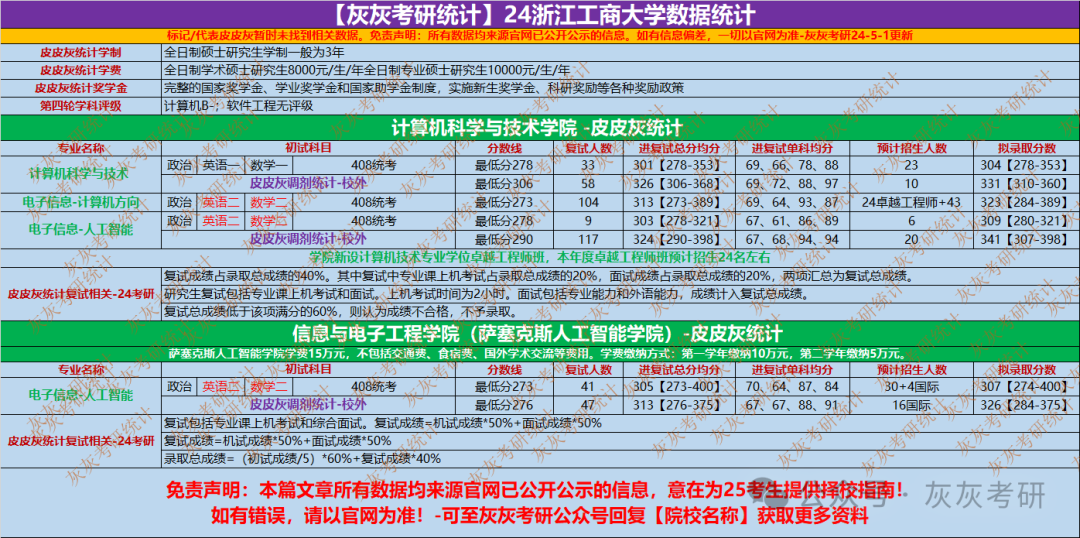 【灰灰考研统计】24浙江工商大学数据统计
标记/代表皮皮灰暂时未找到相关数据。免责声明：所有数据均来源官网已公开公示的信息。如有信息偏差，一切以官网为准-灰灰考研24-5-1更新
皮皮灰统计学制 全日制硕士研究生学制一般为3年
皮皮灰统计学费 全日制学术硕士研究生8000元/生/年全日制专业硕士研究生10000元/生/年
皮皮灰统计奖学金 完整的国家奖学金、学业奖学金和国家助学金制度，实施新生奖学金、科研奖励等各种奖励政策
第四轮学科评级 计算机B-；软件工程无评级
计算机科学与技术学院 -皮皮灰统计
专业名称 初试科目 分数线 复试人数 进复试总分均分 进复试单科均分 预计招生人数 拟录取分数
计算机科学与技术 政治 英语一 数学一 408统考 最低分278 33 301【278-353】 69、66、78、88 23 304【278-353】
皮皮灰调剂统计-校外 最低分306 58 326【306-368】 69、72、88、97 10 331【310-360】
电子信息-计算机方向 政治 英语二 数学二 408统考 最低分273 104 313【273-389】 69、64、93、87 24卓越工程师+43 323【284-389】
电子信息-人工智能 政治 英语二 数学二 408统考 最低分278 9 303【278-321】 67、61、86、89 6 309【280-321】
皮皮灰调剂统计-校外 最低分290 117 324【290-398】 67、68、94、94 20 341【307-398】
学院新设计算机技术专业学位卓越工程师班，本年度卓越工程师班预计招生24名左右
皮皮灰统计复试相关-24考研
复试成绩占录取总成绩的40%。其中复试中专业课上机考试占录取总成绩的20%，面试成绩占录取总成绩的20%，两项汇总为复试总成绩。
研究生复试包括专业课上机考试和面试。上机考试时间为2小时。面试包括专业能力和外语能力，成绩计入复试总成绩。
复试总成绩低于该项满分的60%，则认为成绩不合格，不予录取。
信息与电子工程学院（萨塞克斯人工智能学院）-皮皮灰统计
萨塞克斯人工智能学院学费15万元，不包括交通费、食宿费、国外学术交流等费用。学费缴纳方式：第一学年缴纳10万元，第二学年缴纳5万元。
专业名称 初试科目 分数线 复试人数 进复试总分均分 进复试单科均分 预计招生人数 拟录取分数
电子信息-人工智能 政治 英语二 数学二 408统考 最低分273 41 305【273-400】 70、64、87、84 30+4国际 307【274-400】
皮皮灰调剂统计-校外 最低分276 47 313【276-375】 67、67、88、91 16国际 326【284-375】
皮皮灰统计复试相关-24考研
复试包括专业课上机考试和综合面试。复试成绩=机试成绩*50%+面试成绩*50%
复试成绩=机试成绩*50%+面试成绩*50%
录取总成绩=（初试成绩/5）*60%+复试成绩*40%
免责声明：本篇文章所有数据均来源官网已公开公示的信息，意在为25考生提供择校指南！
如有错误，请以官网为准！-可至灰灰考研公众号回复【院校名称】获取更多资料
公众号 · 灰灰考研